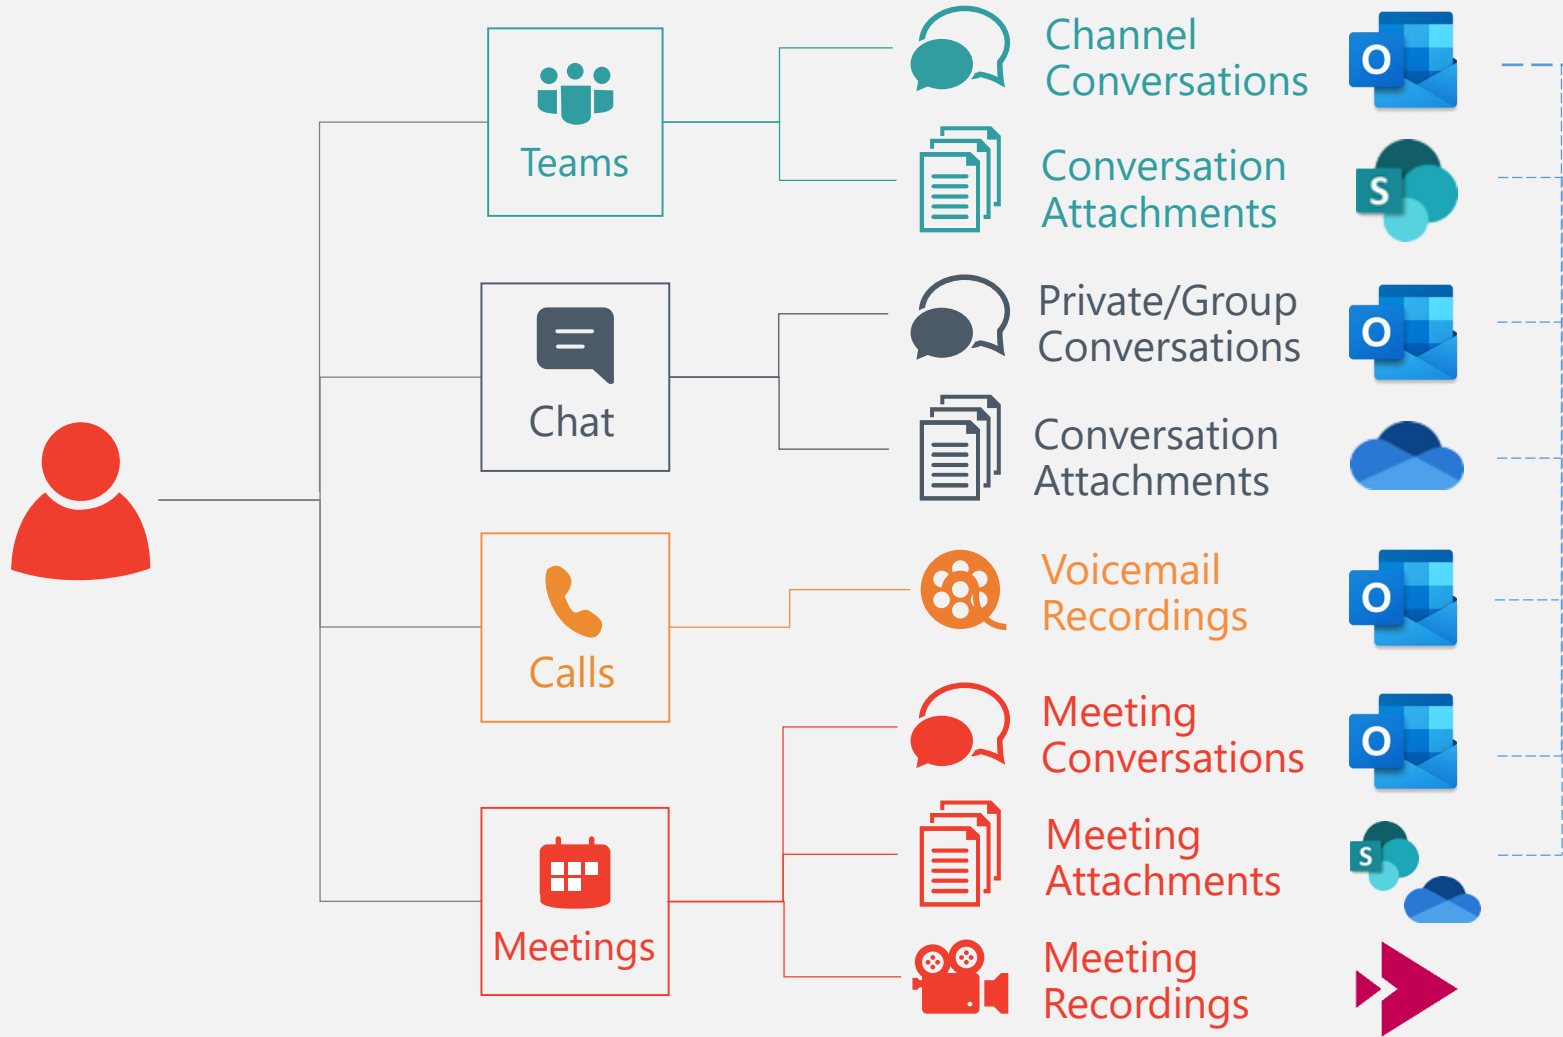 Teams
Channel
Conversations
O
Conversation
Attachments
S
Chat
Private/Group
Conversations
O
Conversation
Attachments
Calls
Voicemail
Recordings
O
Meetings
Meeting
Conversations
O
Meeting
Attachments
S
Meeting
Recordings